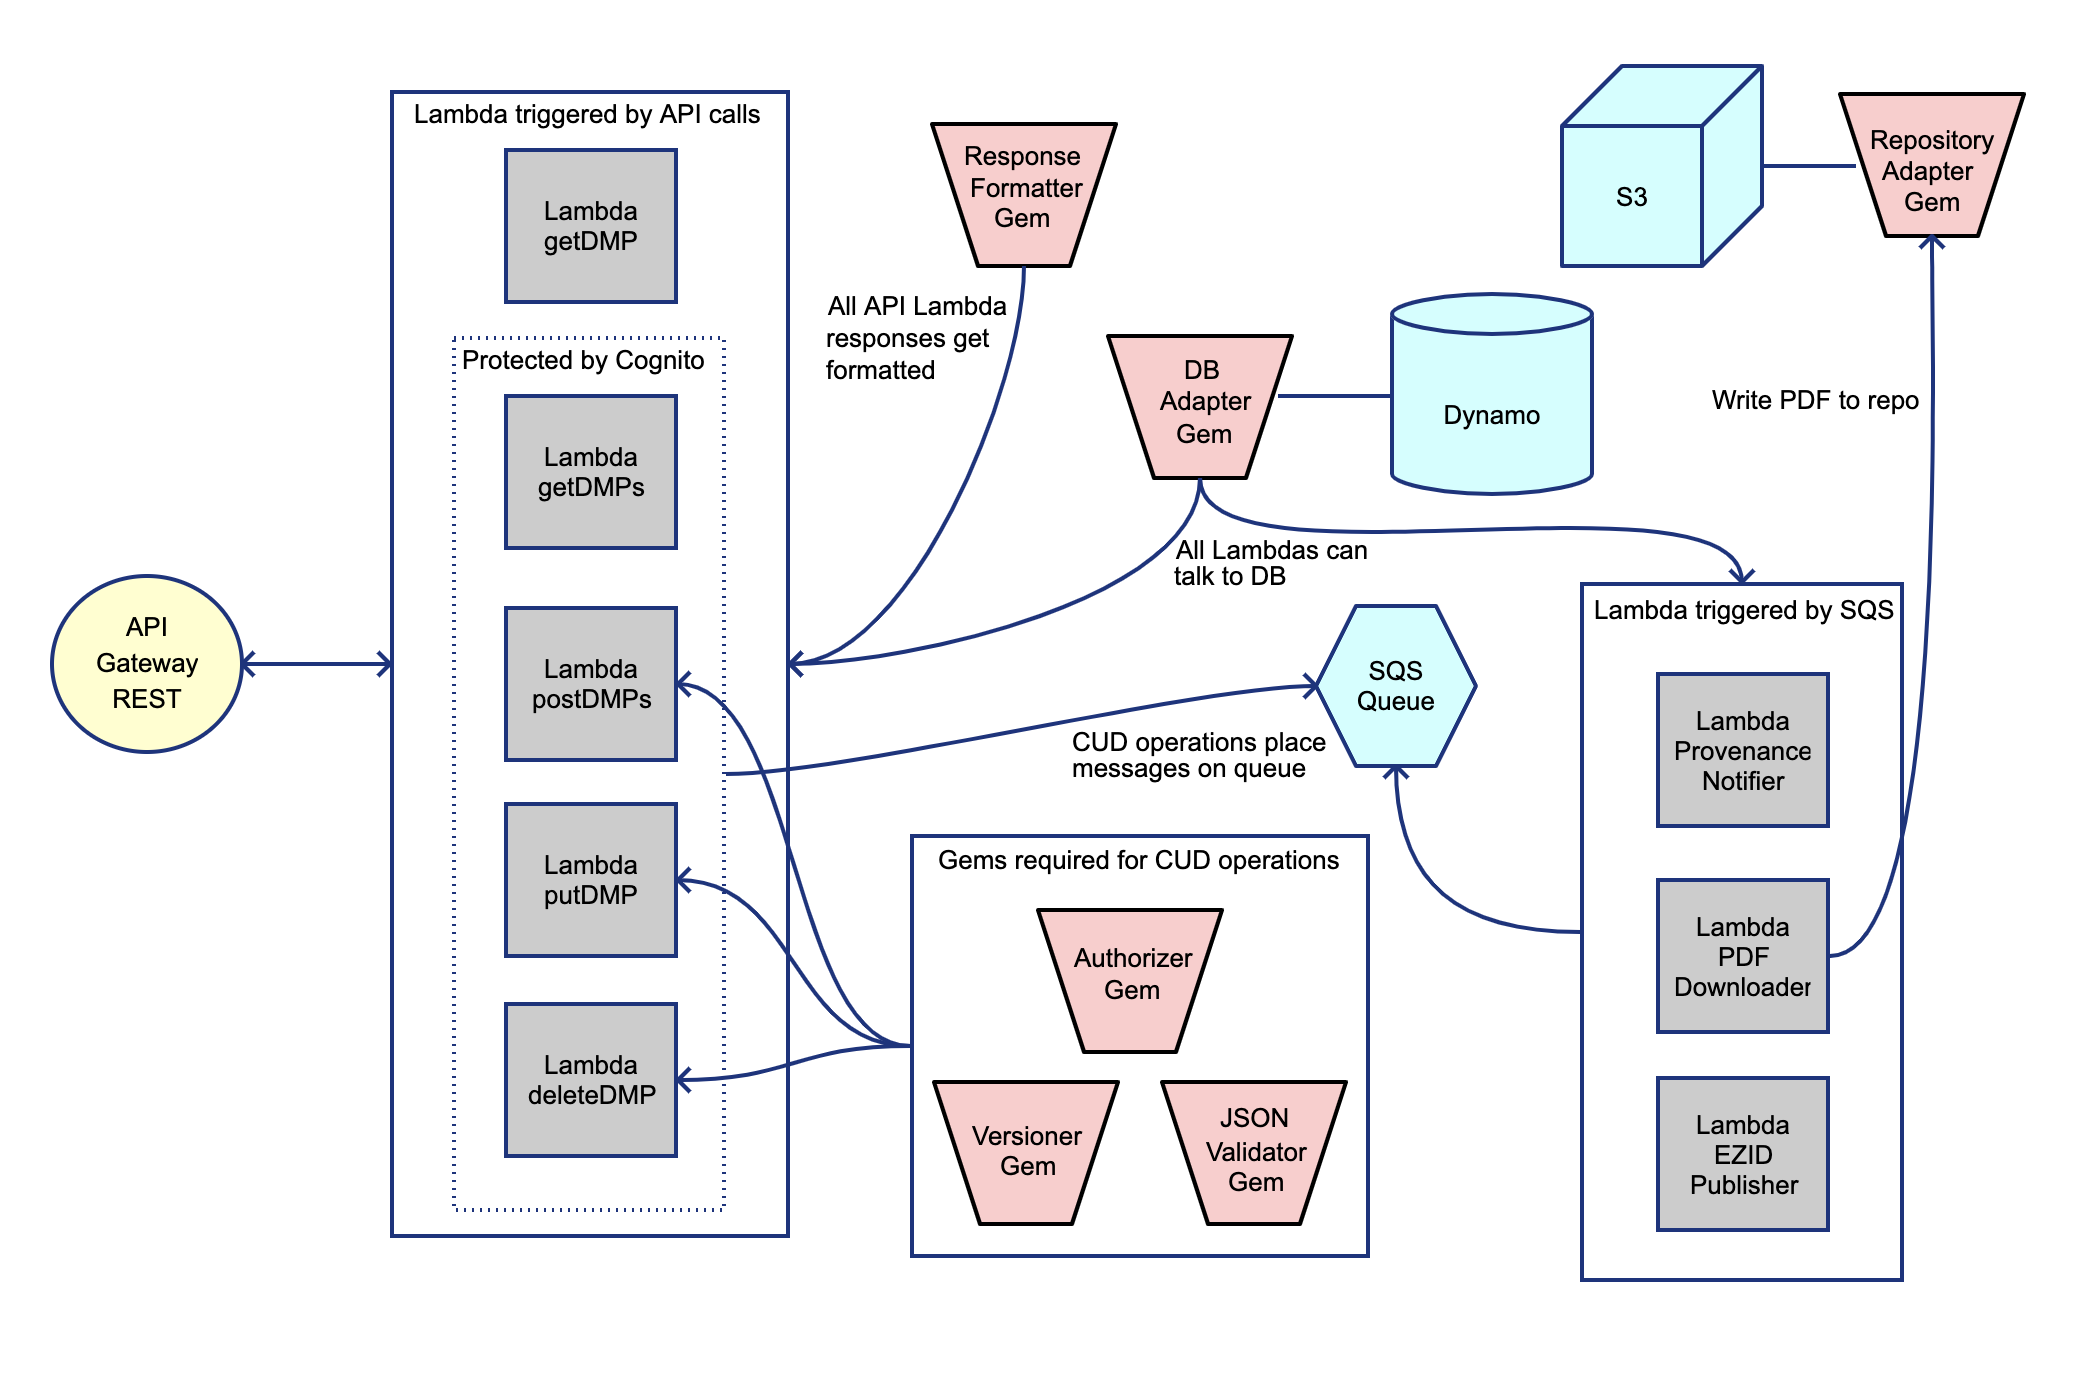 Lambda triggered by API calls
Lambda
getDMP
Protected by Cognito
Lambda
getDMPs
Lambda
postDMPs
Lambda
putDMP
Lambda
deleteDMP
API
Gateway
REST
Response
Formatter
Gem
All API Lambda
responses get
formatted
DB
Adapter
Gem
Dynamo
All Lambdas can
talk to DB
S3
Repository
Adapter
Gem
Write PDF to repo
SQS
Queue
CUD operations place
messages on queue
Gems required for CUD operations
Authorizer
Gem
Versioner
Gem
JSON
Validator
Gem
Lambda triggered by SQS
Lambda
Provenance
Notifier
Lambda
PDF
Downloader
Lambda
EZID
Publisher